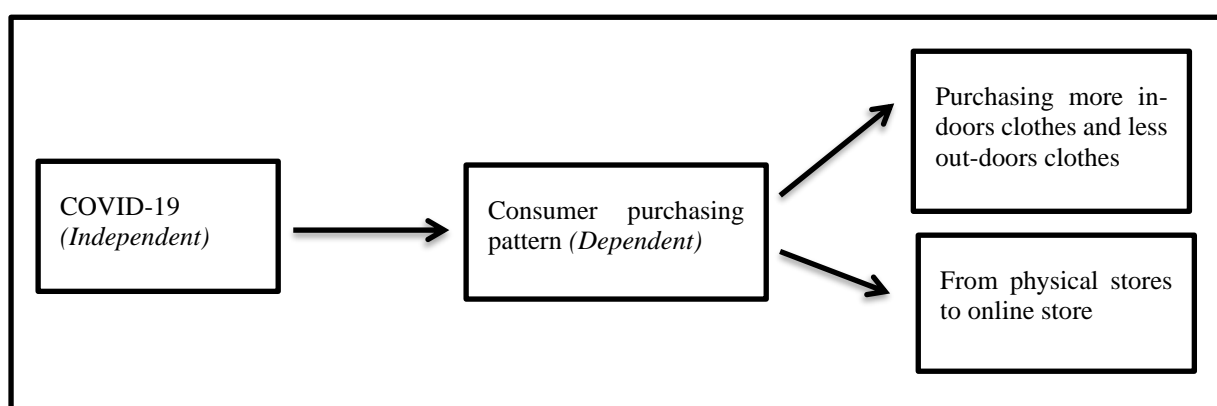 COVID-19
(Independent)
Consumer purchasing
pattern (Dependent)
Purchasing more in-
doors clothes and less
out-doors clothes
From physical stores
to online store